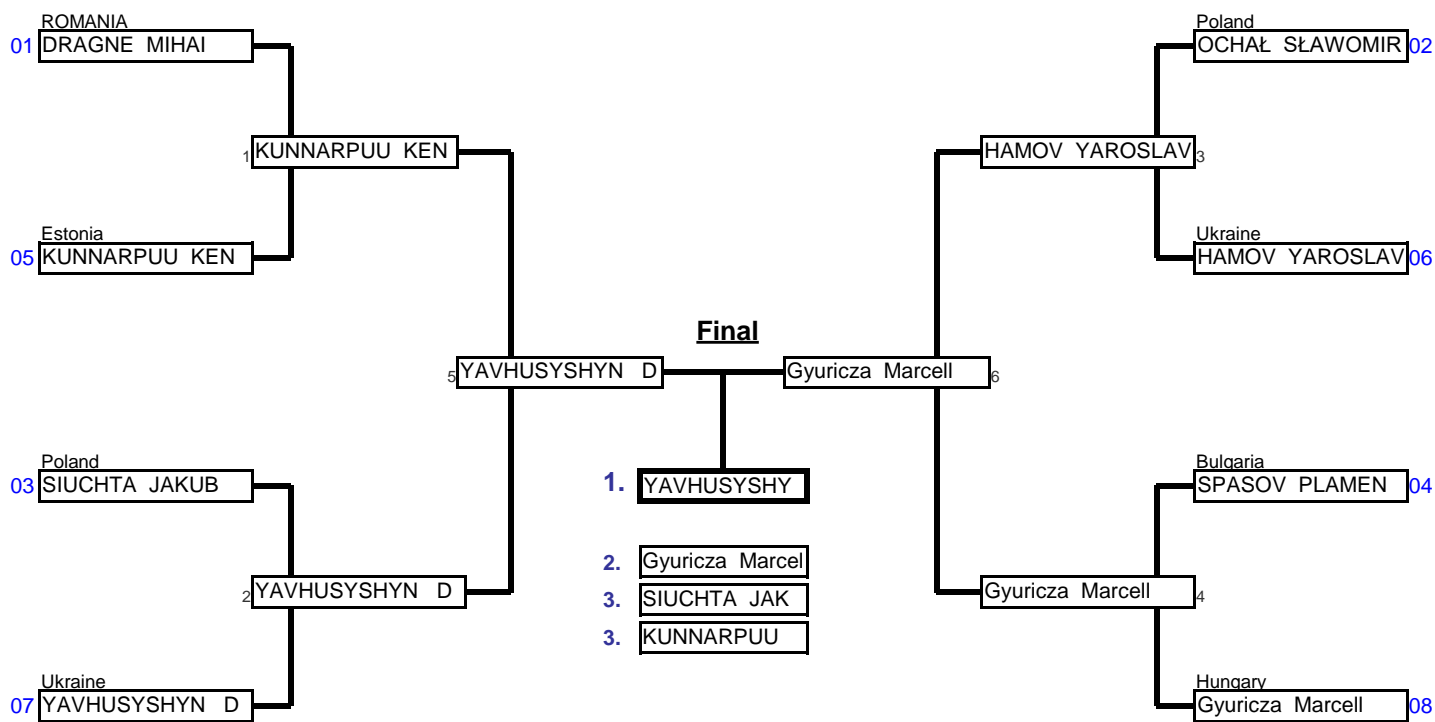 ROMANIA
01 DRAGNE MIHAI
Poland
OCHAŁ SŁAWOMIR 02
1 KUNNARPUU KEN
HAMOV YAROSLAV 3
Estonia
05 KUNNARPUU KEN
Ukraine
HAMOV YAROSLAV 06
Final
5 YAVHUSYSHYN D
Gyuricza Marcell 6
Poland
03 SIUCHTA JAKUB
1. YAVHUSYSHY
Bulgaria
SPASOV PLAMEN 04
2. Gyuricza Marcel
2 YAVHUSYSHYN D
3. SIUCHTA JAK
Gyuricza Marcell 4
3. KUNNARPUU
Ukraine
07 YAVHUSYSHYN D
Hungary
Gyuricza Marcell 08